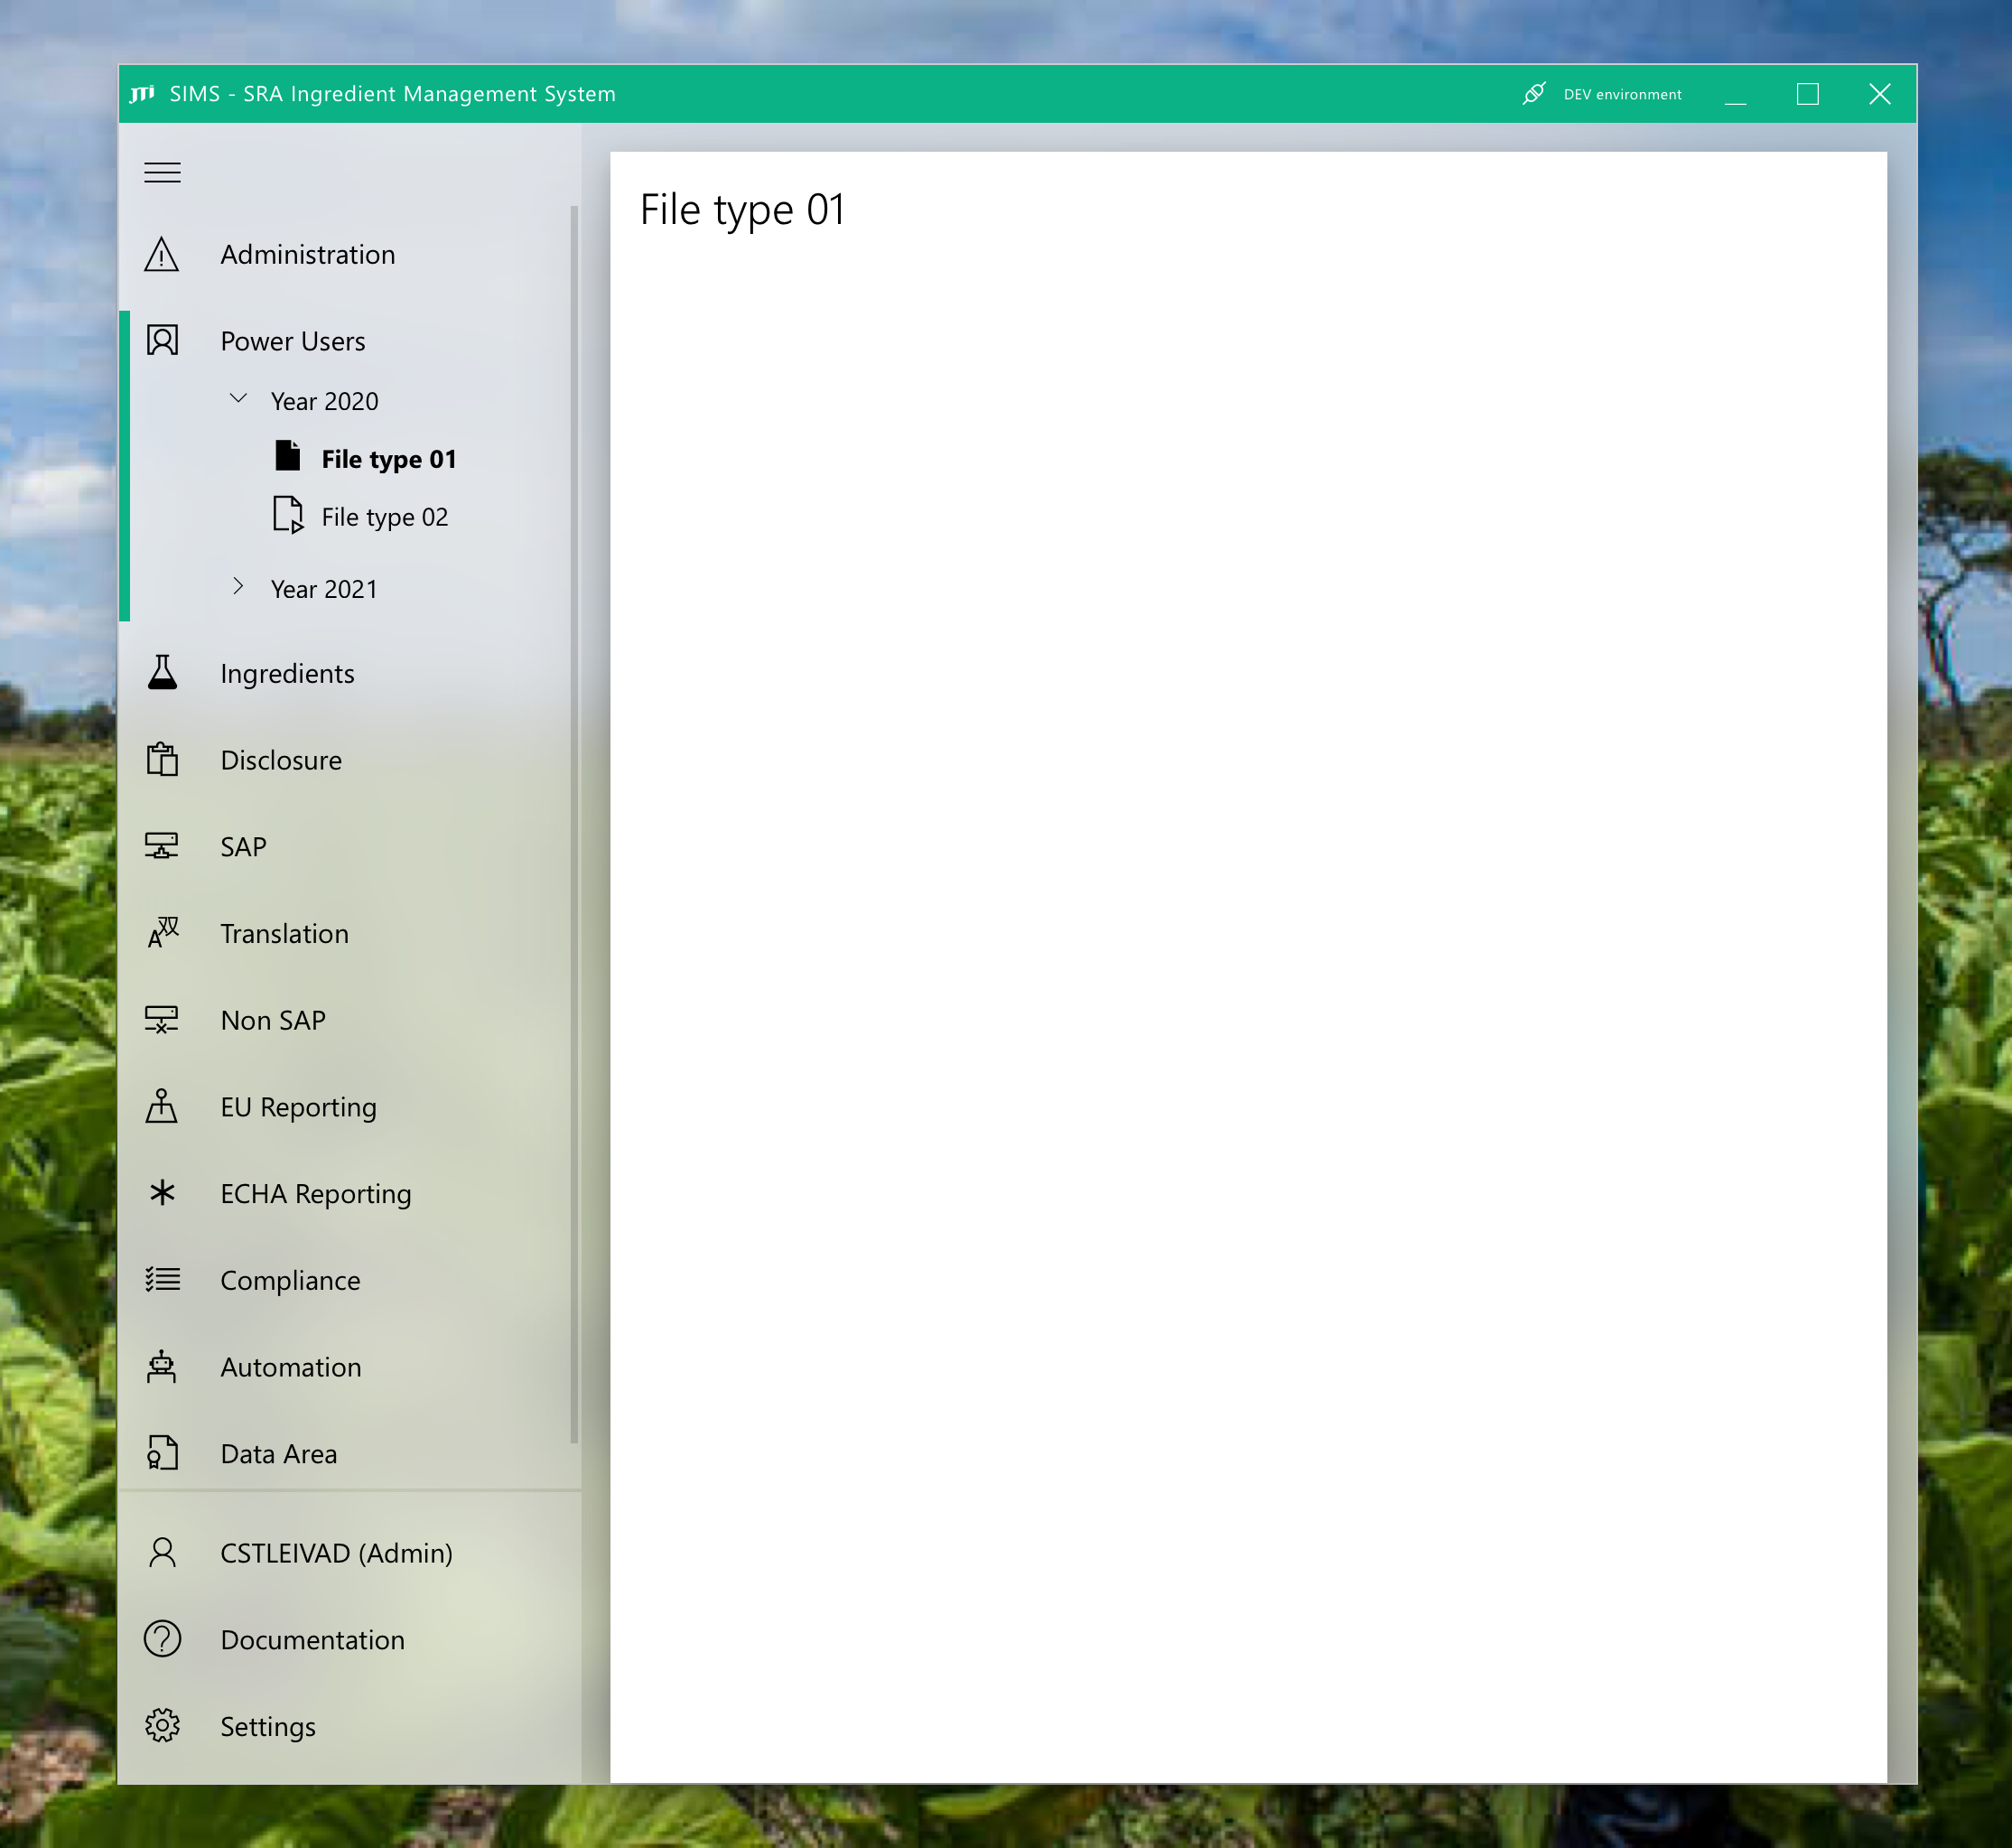 JTi SIMS - SRA Ingredient Management System DEV environment
File type 01
Administration
Power Users
Year 2020
File type 01
File type 02
Year 2021
Ingredients
Disclosure
SAP
Translation
Non SAP
EU Reporting
ECHA Reporting
Compliance
Automation
Data Area
CSTLEIVAD (Admin)
Documentation
Settings